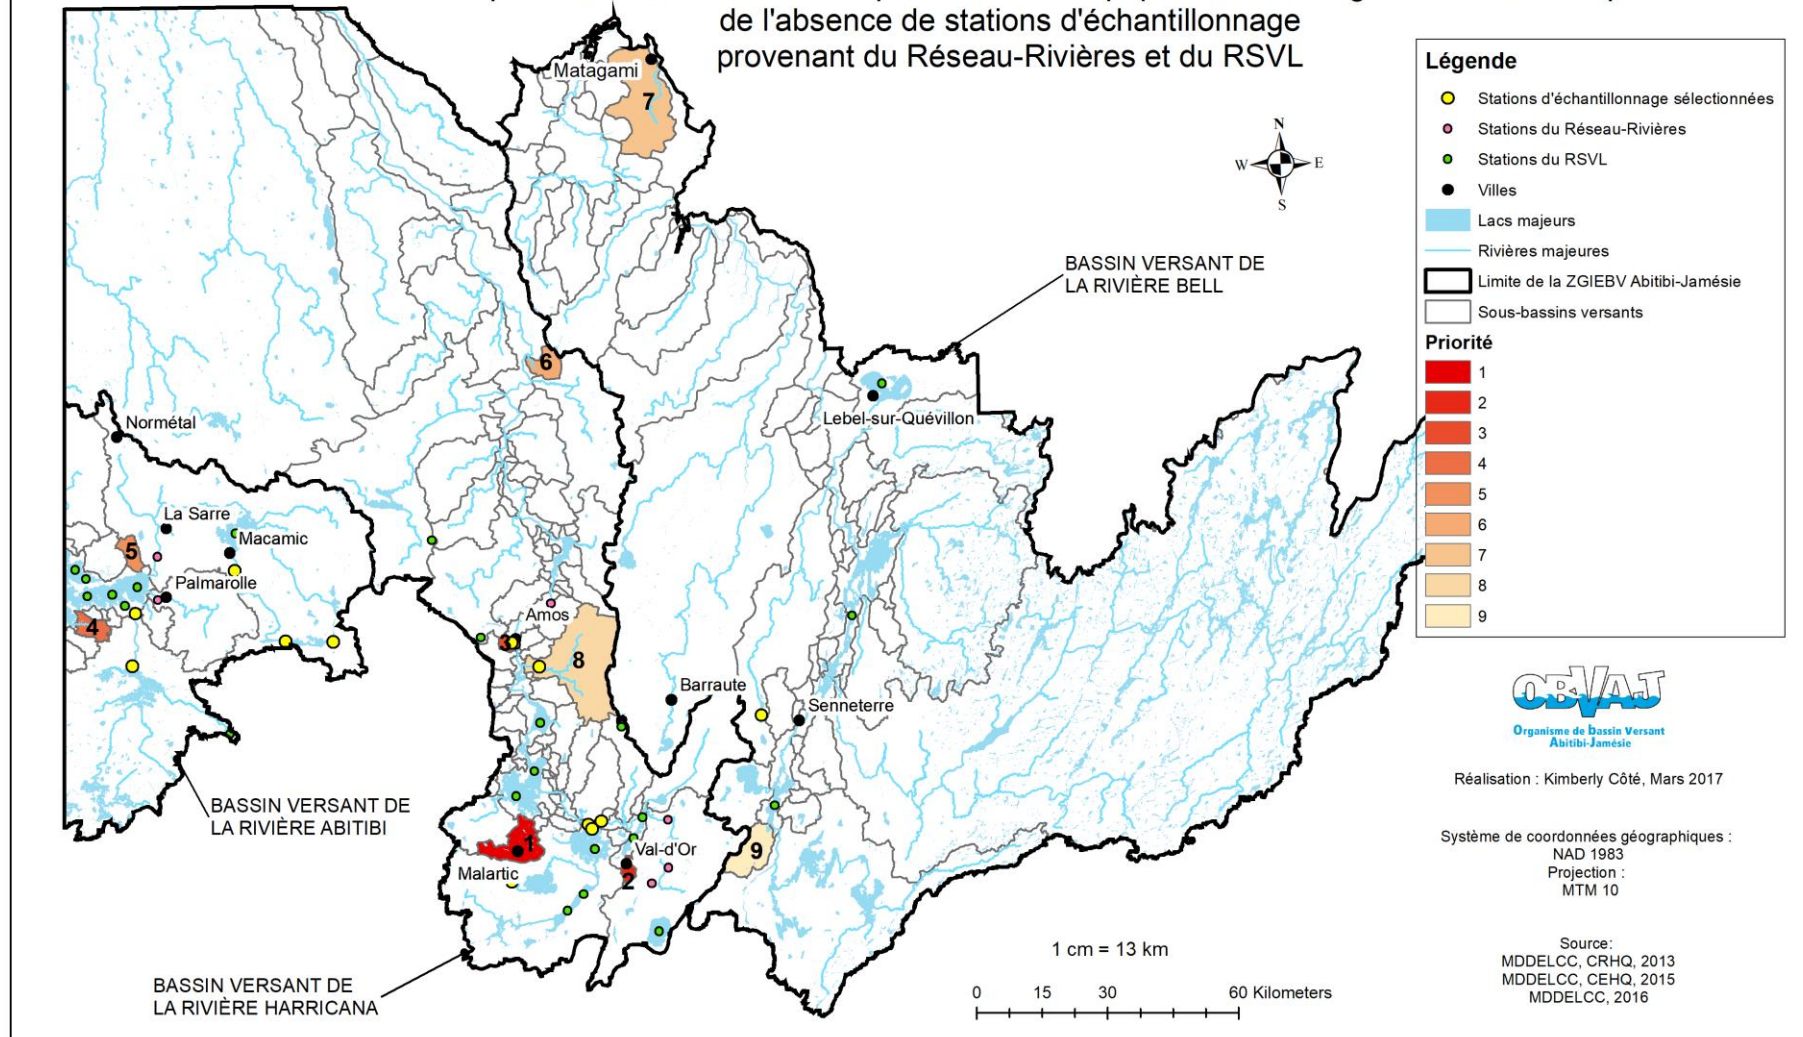 de l'absence de stations d'échantillonnage
provenant du Réseau-Rivières et du RSVL
Légende
Stations d'échantillonnage sélectionnées
Stations du Réseau-Rivières
Stations du RSVL
Villes
Lacs majeurs
Rivières majeures
Limite de la ZGIEBV Abitibi-Jamésie
Sous-bassins versants
Priorité
1
2
3
4
5
6
7
8
9
N
W
E
S
Matagami
7
BASSIN VERSANT DE
LA RIVIÈRE BELL
6
Lebel-sur-Quévillon
Normétal
La Sarre
Macamic
5
Palmarolle
4
Amos
3
8
Barraute
Senneterre
BASSIN VERSANT DE
LA RIVIÈRE ABITIBI
1
Val-d'Or
9
Malartic
2
BASSIN VERSANT DE
LA RIVIÈRE HARRICANA
1 cm = 13 km
0 15 30 60 Kilometers
OBVAJ
Organisme de bassin versant
Abitibi-Jamésie
Réalisation : Kimberly Côté, Mars 2017
Système de coordonnées géographiques :
NAD 1983
Projection :
MTM 10
Source:
MDDELCC, CRHQ, 2013
MDDELCC, CEHQ, 2015
MDDELCC, 2016